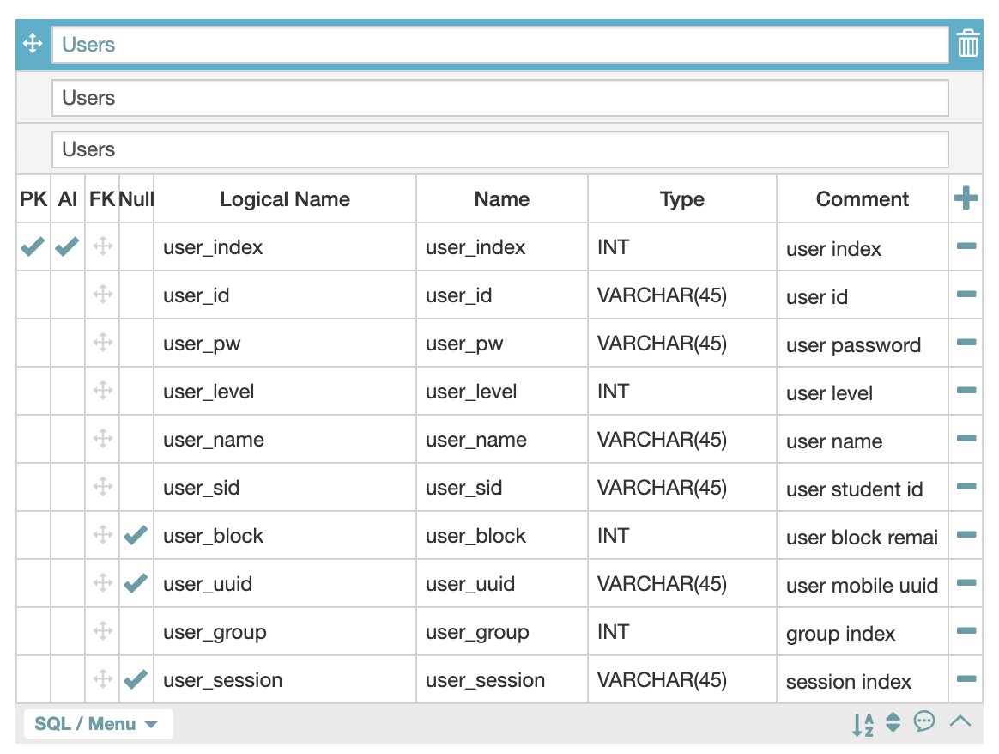 Users
Users
Users
PK AI FK Null Logical Name Name Type Comment
user_index user_index INT user index
user_id user_id VARCHAR(45) user id
user_pw user_pw VARCHAR(45) user password
user_level user_level INT user level
user_name user_name VARCHAR(45) user name
user_sid user_sid VARCHAR(45) user student id
user_block user_block INT user block remai
user_uuid user_uuid VARCHAR(45) user mobile uuid
user_group user_group INT group index
user_session user_session VARCHAR(45) session index
SQL / Menu A Z